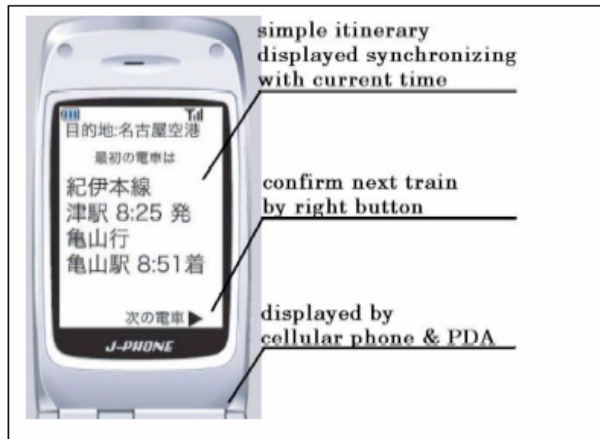 目的地:名古屋空港
最初の電車は
紀伊本線
津駅 8:25 発
亀山行
亀山駅 8:51着
次の電車▶
J-PHONE
simple itinerary
displayed synchronizing
with current time
confirm next train
by right button
displayed by
cellular phone & PDA